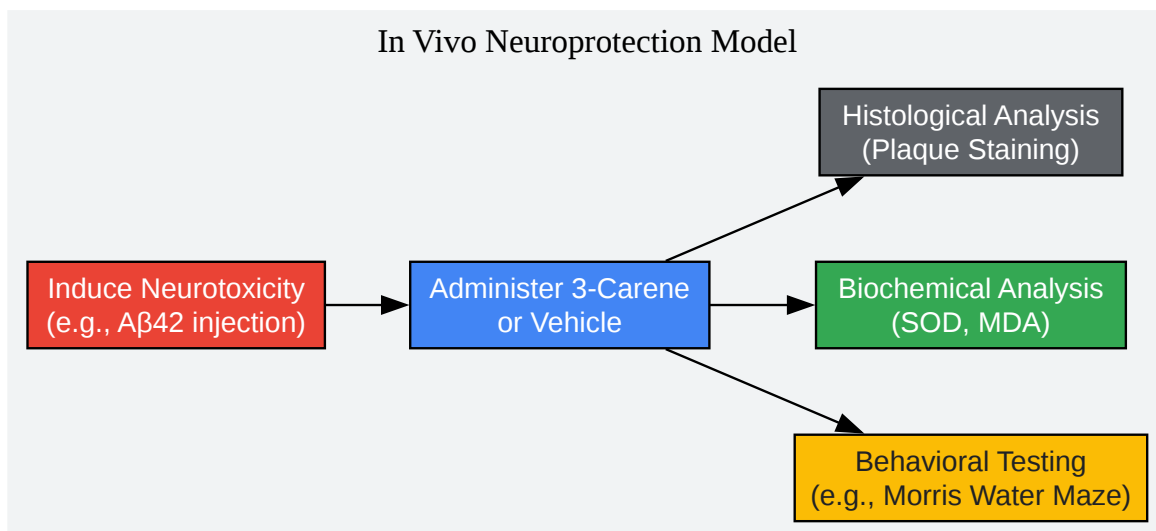 In Vivo Neuroprotection Model
Induce Neurotoxicity
(e.g., Aβ42 injection)
Administer 3-Carene
or Vehicle
Histological Analysis
(Plaque Staining)
Biochemical Analysis
(SOD, MDA)
Behavioral Testing
(e.g., Morris Water Maze)